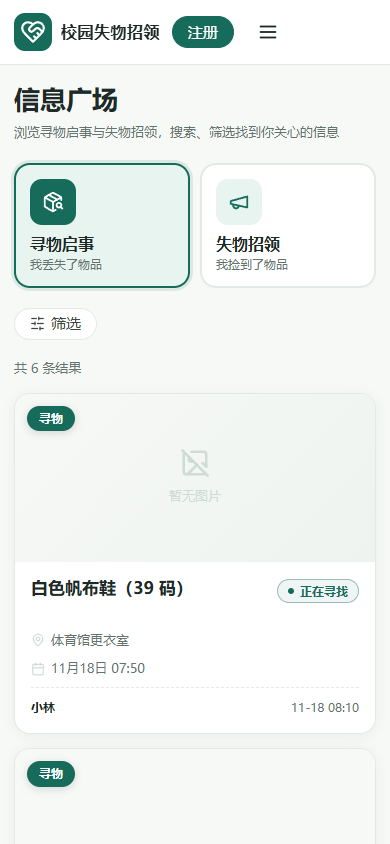 校园失物招领
注册
信息广场
浏览寻物启事与失物招领，搜索、筛选找到你关心的信息
寻物启事
我丢失了物品
失物招领
我捡到了物品
筛选
共 6 条结果
寻物
暂无图片
白色帆布鞋（39 码）
正在寻找
体育馆更衣室
11月18日 07:50
小林
11-18 08:10
寻物